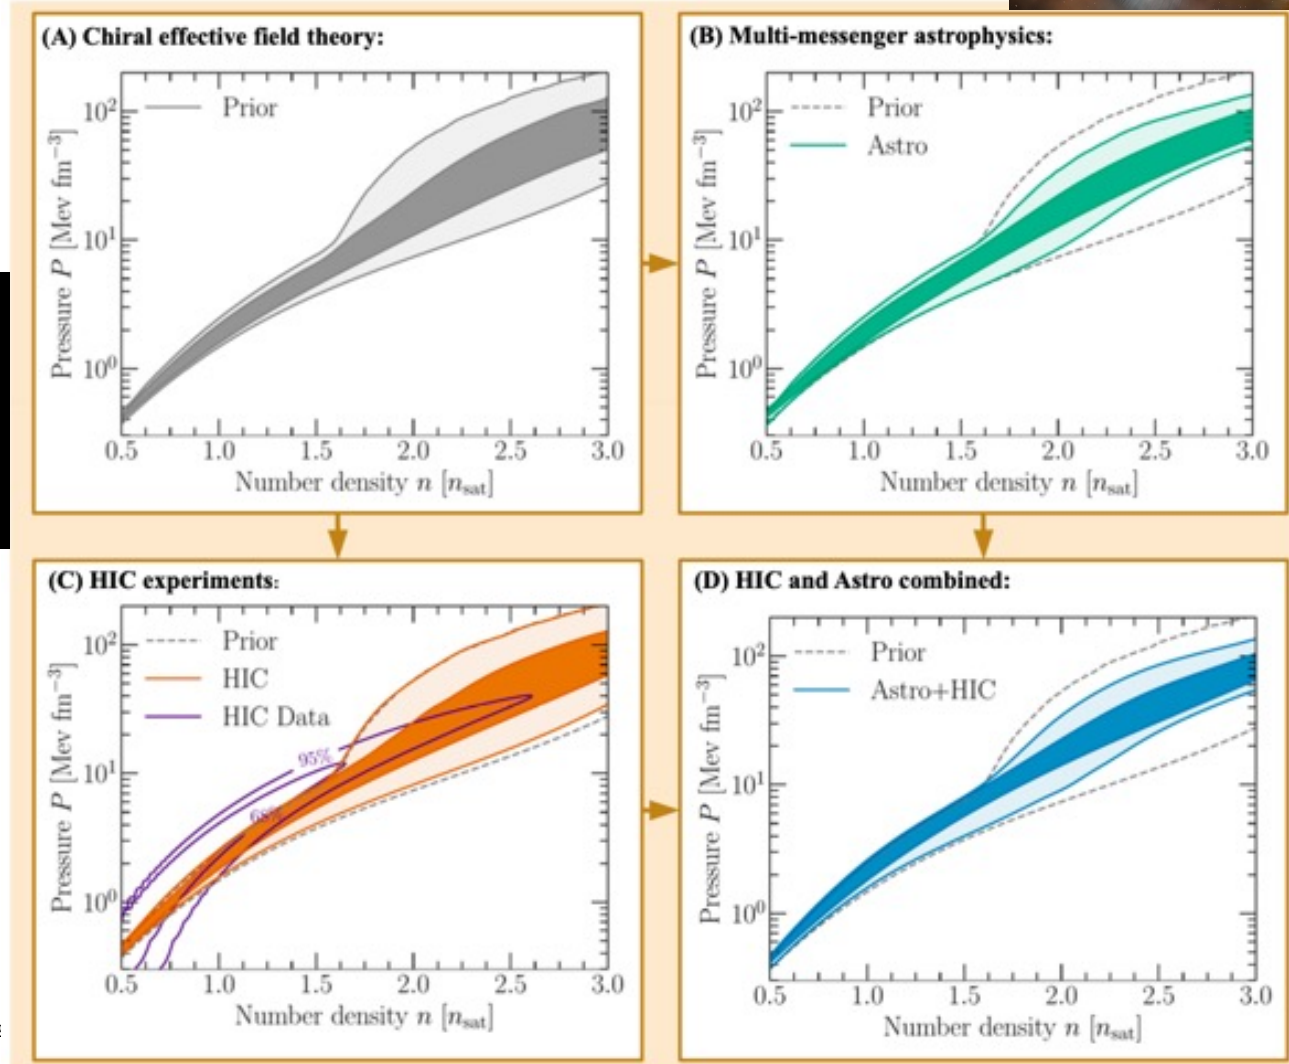 (A) Chiral effective field theory:
Prior
10²
10¹
10⁰
Pressure P [Mev fm⁻³]
0.5 1.0 1.5 2.0 2.5 3.0
Number density n [n_sat]
(B) Multi-messenger astrophysics:
Prior
Astro
10²
10¹
10⁰
Pressure P [Mev fm⁻³]
0.5 1.0 1.5 2.0 2.5 3.0
Number density n [n_sat]
(C) HIC experiments:
Prior
HIC
HIC Data
95%
68%
10²
10¹
10⁰
Pressure P [Mev fm⁻³]
0.5 1.0 1.5 2.0 2.5 3.0
Number density n [n_sat]
(D) HIC and Astro combined:
Prior
Astro+HIC
10²
10¹
10⁰
Pressure P [Mev fm⁻³]
0.5 1.0 1.5 2.0 2.5 3.0
Number density n [n_sat]